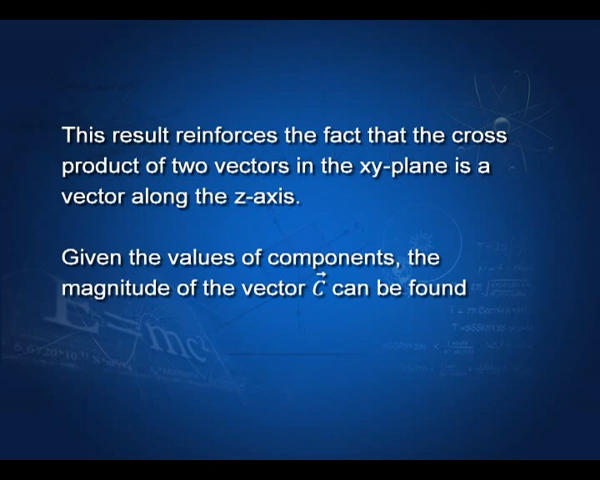 This result reinforces the fact that the cross
product of two vectors in the xy-plane is a
vector along the z-axis.
Given the values of components, the
magnitude of the vector C⃗ can be found
E=mc²